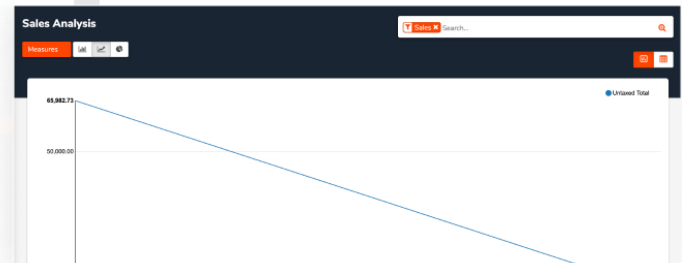 Sales Analysis
Sales Search...
Measures
Untaxed Total
65,982.73
50,000.00